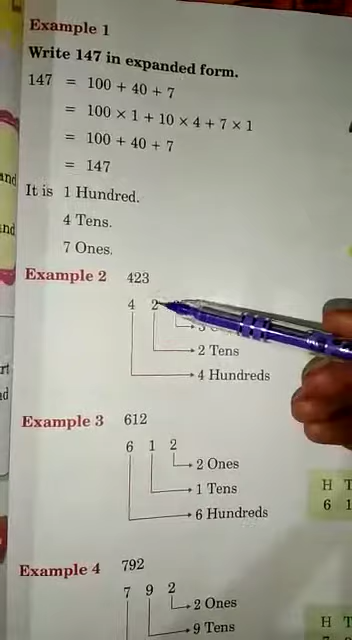 Example 1
Write 147 in expanded form.
147 = 100 + 40 + 7
= 100 × 1 + 10 × 4 + 7 × 1
= 100 + 40 + 7
= 147
It is 1 Hundred.
4 Tens.
7 Ones.
Example 2 423
4 2
3
2 Tens
4 Hundreds
Example 3 612
6 1 2
2 Ones
1 Tens
6 Hundreds
H T
6 1
Example 4 792
7 9 2
2 Ones
9 Tens
H T